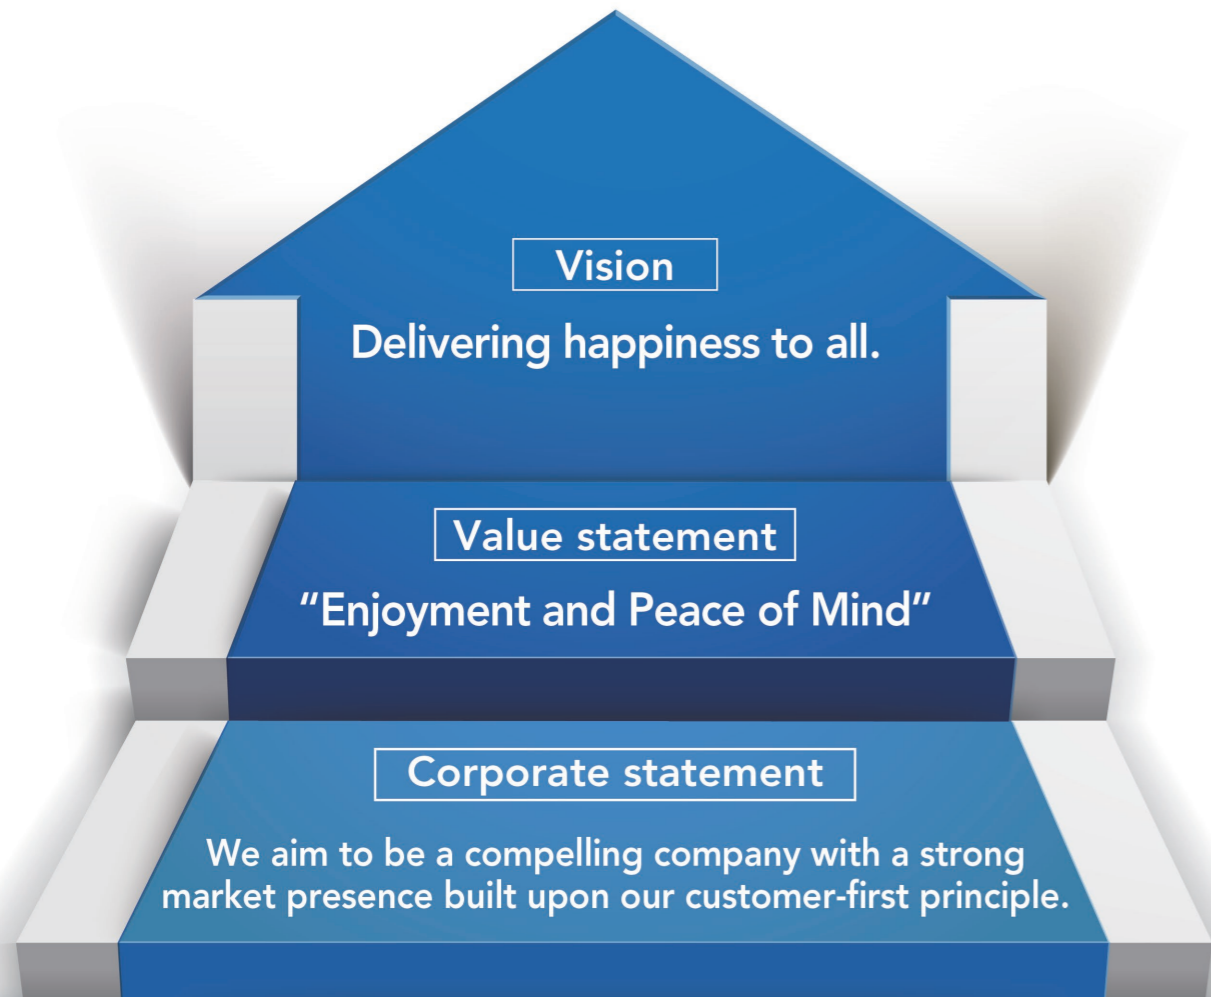 Vision
Delivering happiness to all.
Value statement
“Enjoyment and Peace of Mind”
Corporate statement
We aim to be a compelling company with a strong
market presence built upon our customer-first principle.